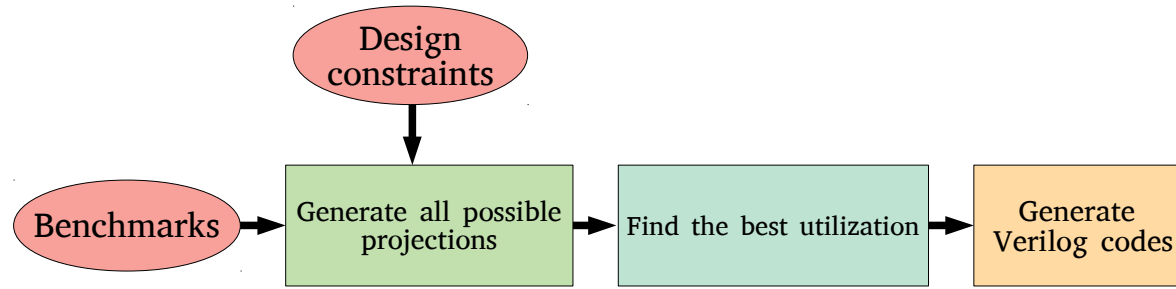 Design
constraints
Benchmarks
Generate all possible
projections
Find the best utilization
Generate
Verilog codes